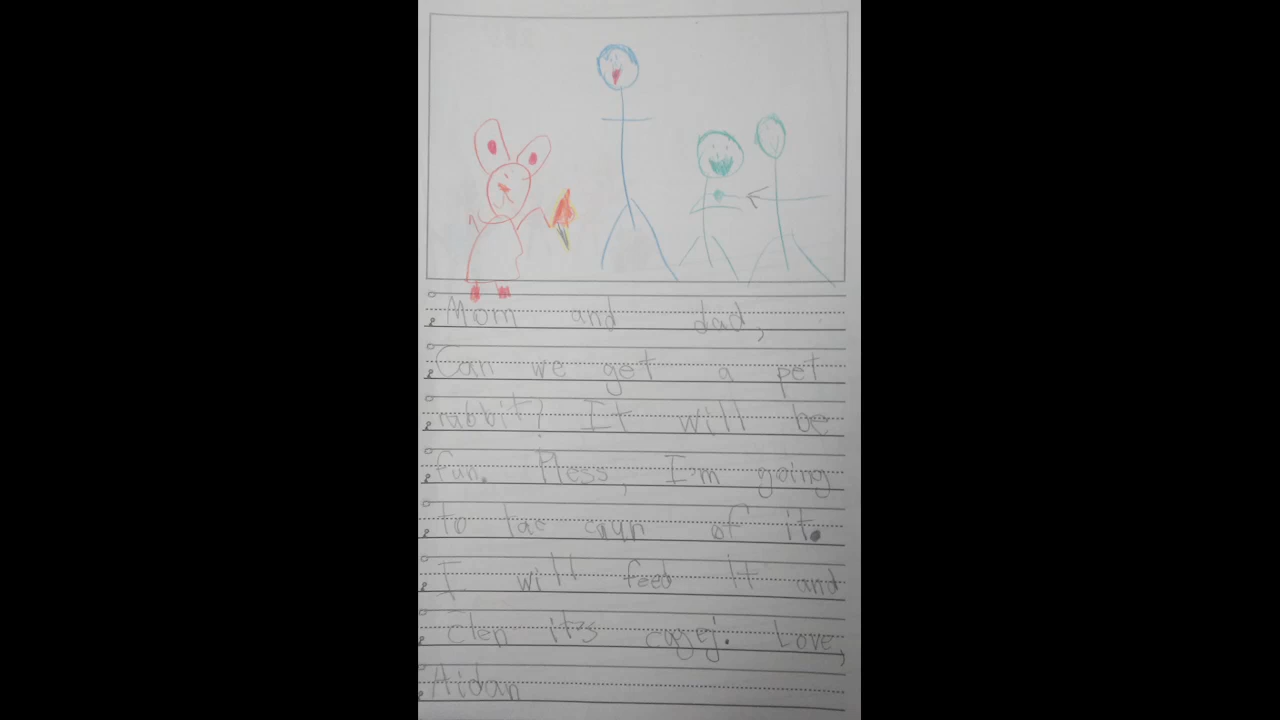 Mom and dad,
Can we get a pet
rabbit? It will be
fun. Pless, I'm going
to tac caun of it.
I will feed It and
Clen it's cagej. Love,
Aidan